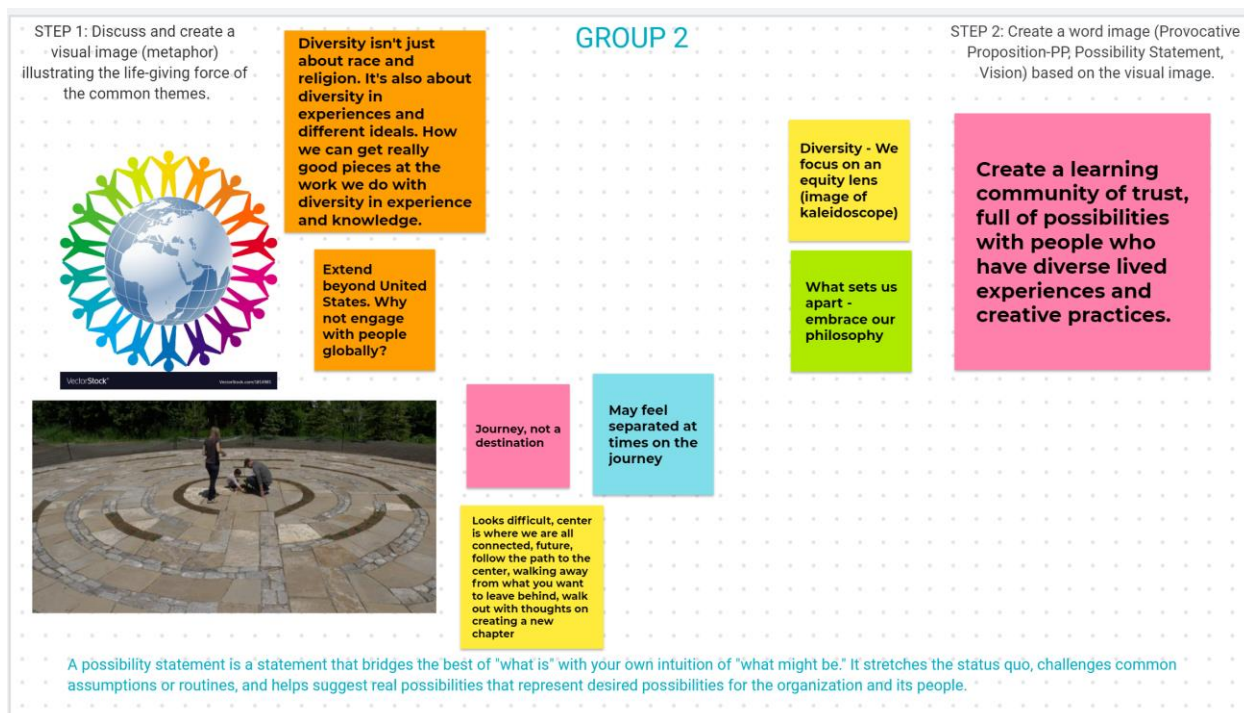 STEP 1: Discuss and create a
visual image (metaphor)
illustrating the life-giving force of
the common themes.
Diversity isn't just
about race and
religion. It's also about
diversity in
experiences and
different ideals. How
we can get really
good pieces at the
work we do with
diversity in experience
and knowledge.
GROUP 2
STEP 2: Create a word image (Provocative
Proposition-PP, Possibility Statement,
Vision) based on the visual image.
Diversity - We
focus on an
equity lens
(image of
kaleidoscope)
Create a learning
community of trust,
full of possibilities
with people who
have diverse lived
experiences and
creative practices.
Extend
beyond United
States. Why
not engage
with people
globally?
What sets us
apart -
embrace our
philosophy
VectorStock
Journey, not a
destination
May feel
separated at
times on the
journey
Looks difficult, center
is where we are all
connected, future,
follow the path to the
center, walking away
from what you want
to leave behind, walk
out with thoughts on
creating a new
chapter
A possibility statement is a statement that bridges the best of "what is" with your own intuition of "what might be." It stretches the status quo, challenges common
assumptions or routines, and helps suggest real possibilities that represent desired possibilities for the organization and its people.